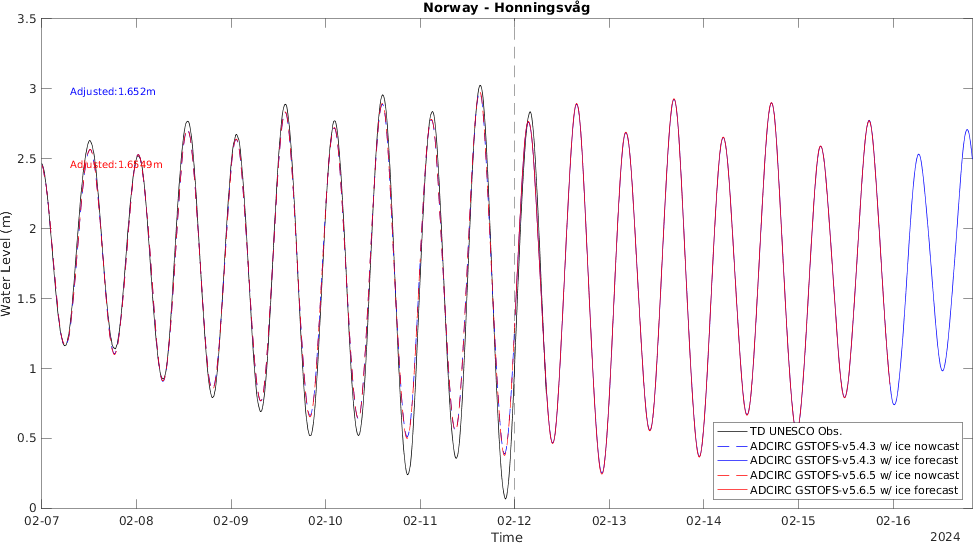 Norway - Honningsvåg
3.5
3
2.5
2
1.5
1
0.5
0
Water Level (m)
Adjusted:1.652m
Adjusted:1.6549m
TD UNESCO Obs.
ADCIRC GSTOFS-v5.4.3 w/ ice nowcast
ADCIRC GSTOFS-v5.4.3 w/ ice forecast
ADCIRC GSTOFS-v5.6.5 w/ ice nowcast
ADCIRC GSTOFS-v5.6.5 w/ ice forecast
02-07 02-08 02-09 02-10 02-11 02-12 02-13 02-14 02-15 02-16
Time
2024